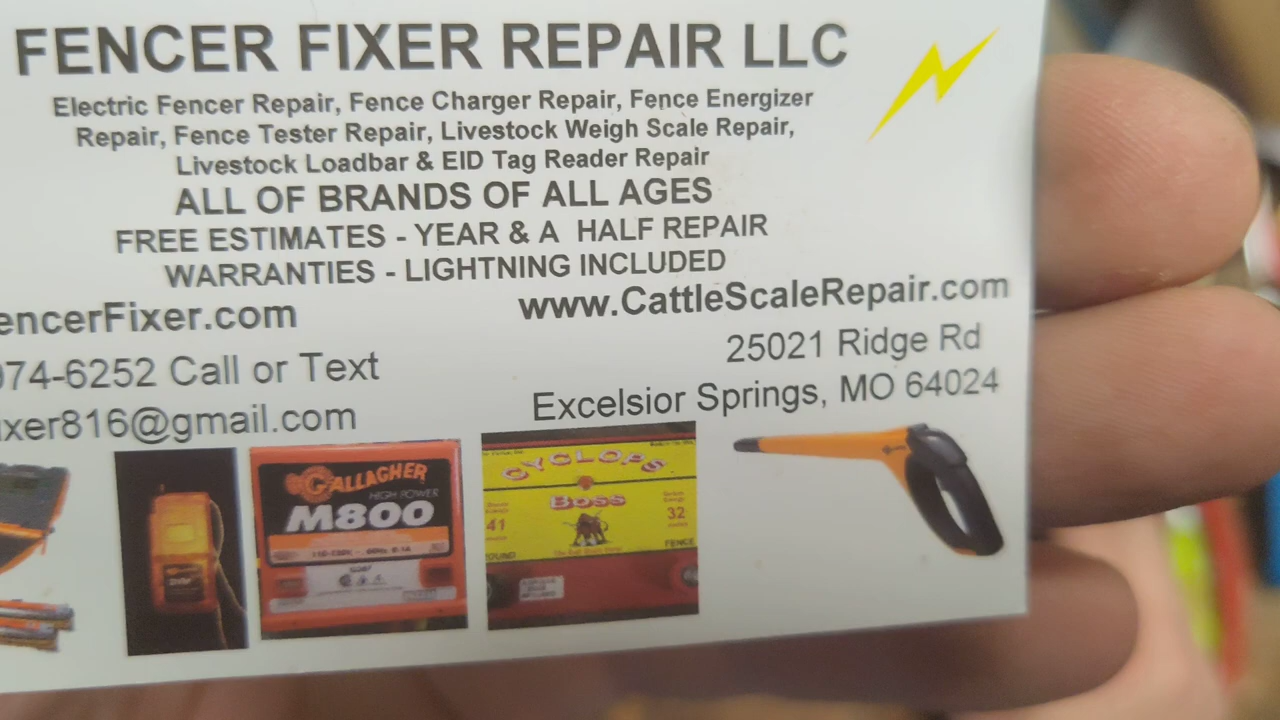 FENCER FIXER REPAIR LLC
Electric Fencer Repair, Fence Charger Repair, Fence Energizer
Repair, Fence Tester Repair, Livestock Weigh Scale Repair,
Livestock Loadbar & EID Tag Reader Repair
ALL OF BRANDS OF ALL AGES
FREE ESTIMATES - YEAR & A HALF REPAIR
WARRANTIES - LIGHTNING INCLUDED
encerFixer.com
www.CattleScaleRepair.com
074-6252 Call or Text
25021 Ridge Rd
ixer816@gmail.com
Excelsior Springs, MO 64024
GALLAGHER
HIGH POWER
M800
CYCLOPS
BOSS
41
32
FENCE